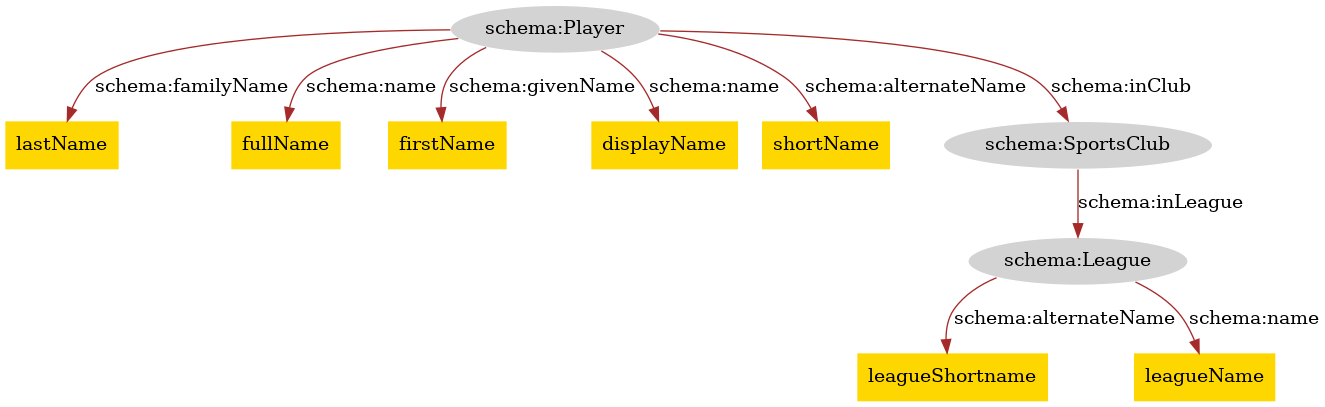 schema:Player
schema:familyName
schema:name
schema:givenName
schema:name
schema:alternateName
schema:inClub
lastName
fullName
firstName
displayName
shortName
schema:SportsClub
schema:inLeague
schema:League
schema:alternateName
schema:name
leagueShortname
leagueName